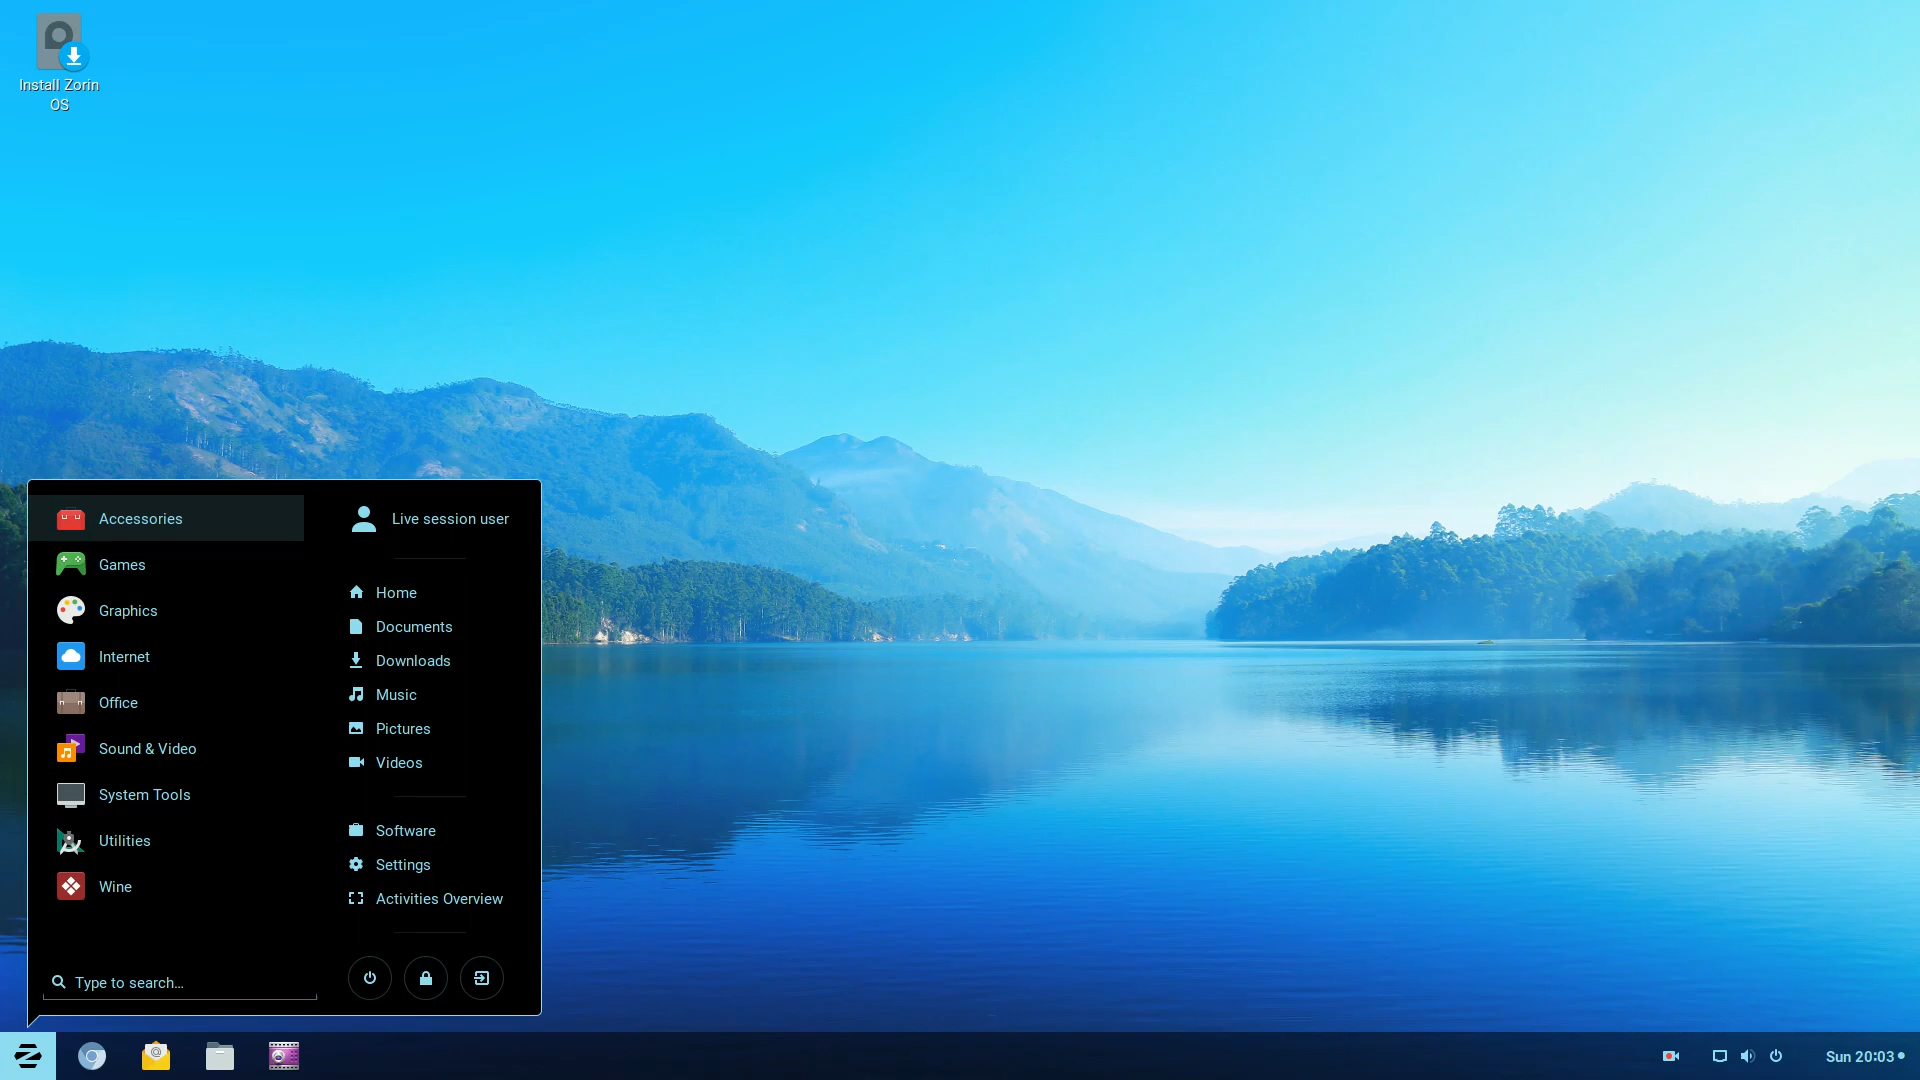 Install Zorin
OS
Accessories
Games
Graphics
Internet
Office
Sound & Video
System Tools
Utilities
Wine
Type to search…
Live session user
Home
Documents
Downloads
Music
Pictures
Videos
Software
Settings
Activities Overview
Sun 20:03